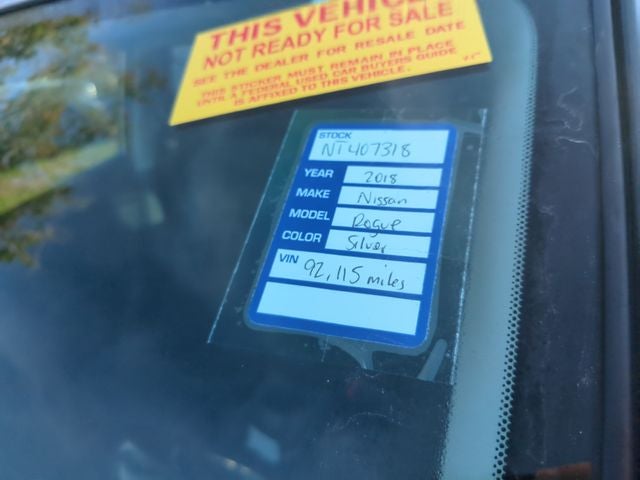 THIS VEHICLE
NOT READY FOR SALE
SEE THE DEALER FOR RESALE DATE
THIS STICKER MUST REMAIN IN PLACE
UNTIL A FEDERAL USED CAR BUYERS GUIDE
IS AFFIXED TO THIS VEHICLE.
STOCK
NT407318
YEAR 2018
MAKE Nissan
MODEL Rogue
COLOR Silver
VIN 92,115 miles